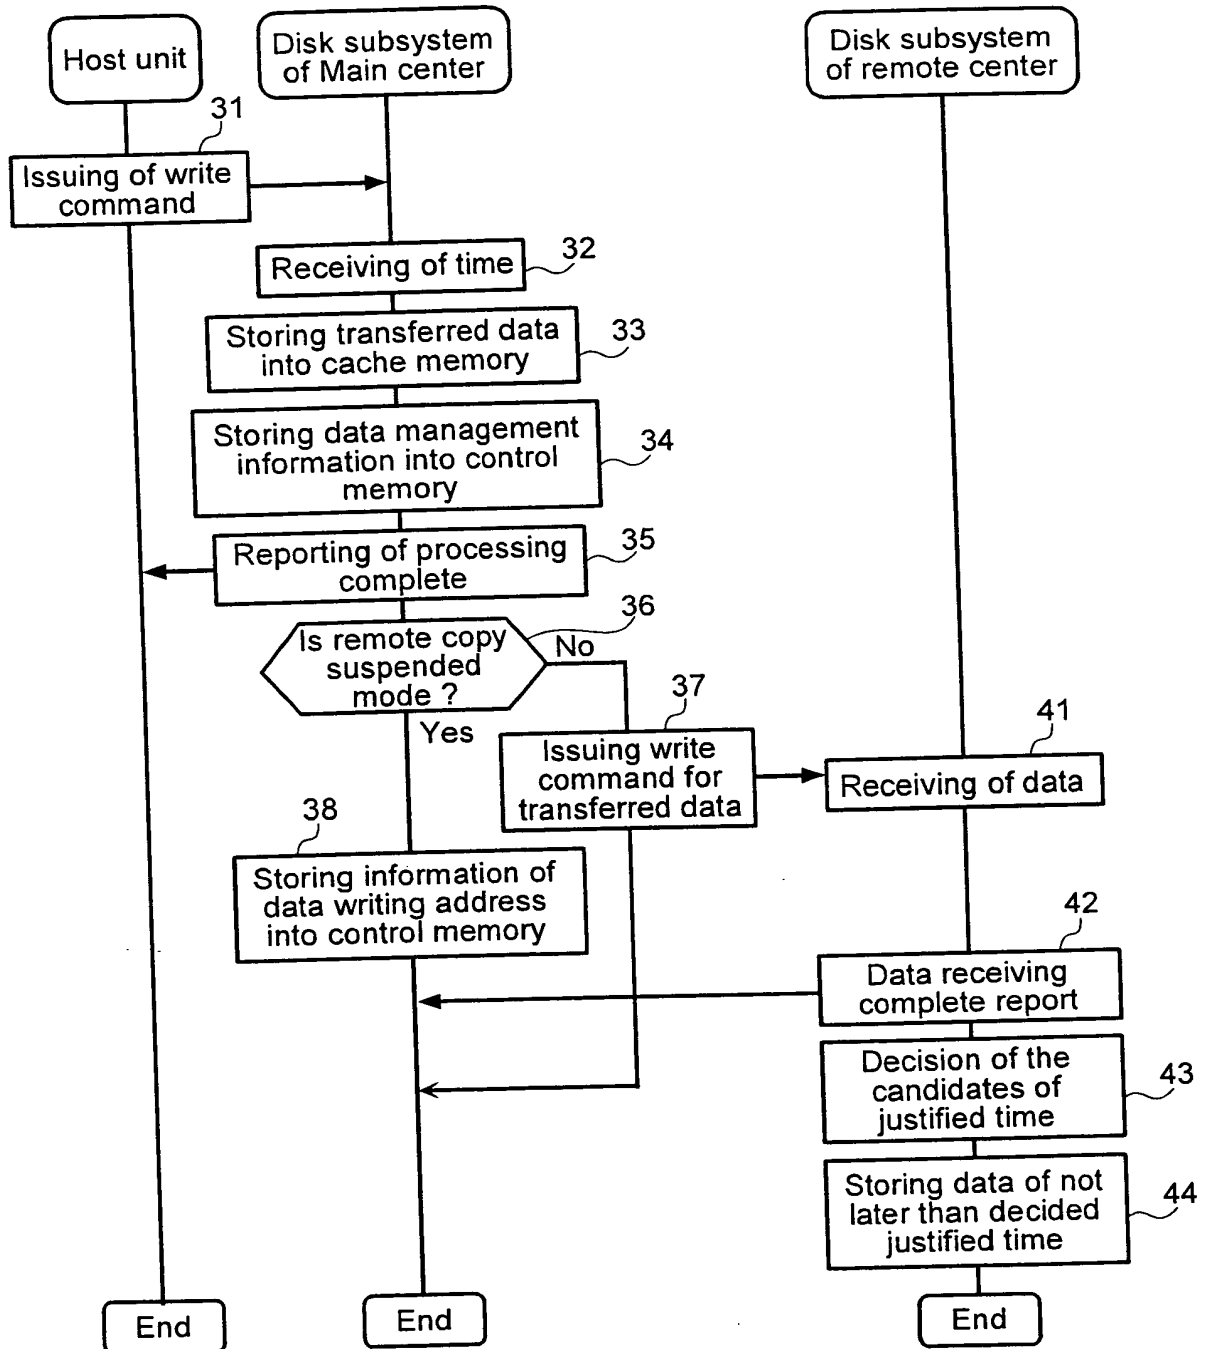 Host unit
Disk subsystem
of Main center
Disk subsystem
of remote center
31
Issuing of write
command
Receiving of time
32
Storing transferred data
into cache memory
33
Storing data management
information into control
memory
34
Reporting of processing
complete
35
Is remote copy
suspended
mode ?
36
No
Yes
37
Issuing write
command for
transferred data
41
Receiving of data
38
Storing information of
data writing address
into control memory
42
Data receiving
complete report
Decision of the
candidates of
justified time
43
Storing data of not
later than decided
justified time
44
End
End
End